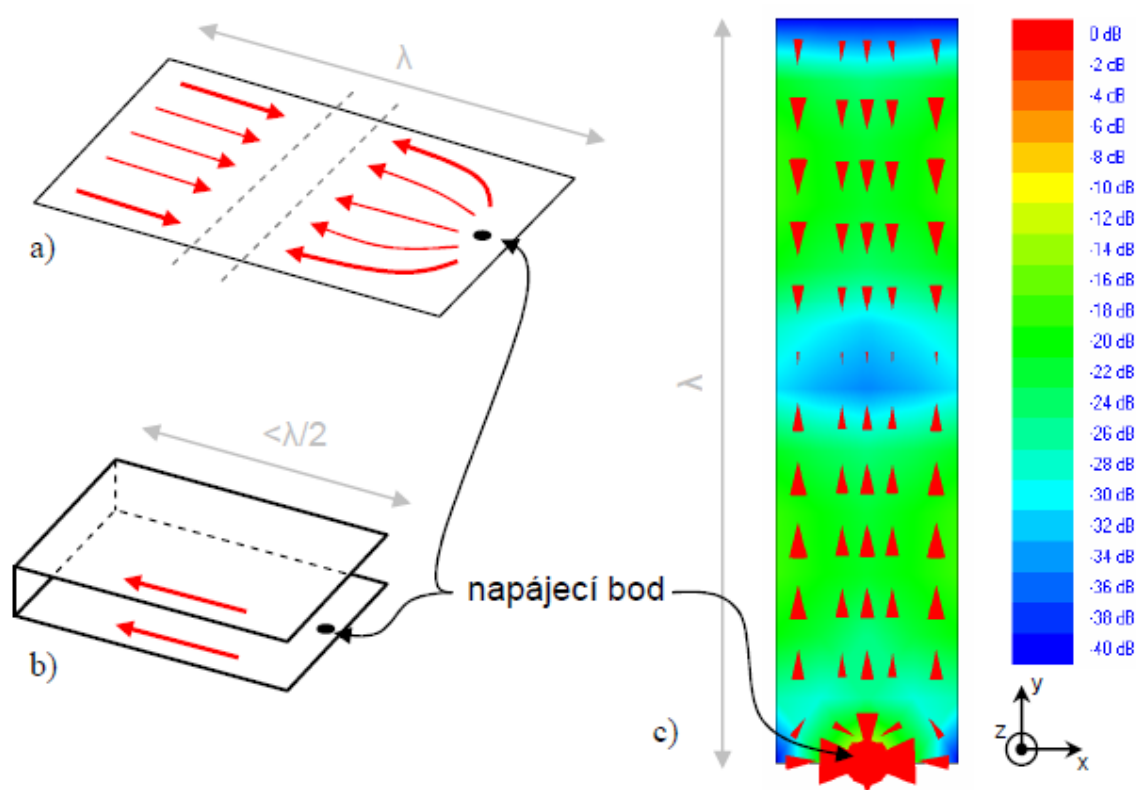 λ
a)
<λ/2
b)
napájecí bod
λ
c)
0 dB
-2 dB
-4 dB
-6 dB
-8 dB
-10 dB
-12 dB
-14 dB
-16 dB
-18 dB
-20 dB
-22 dB
-24 dB
-26 dB
-28 dB
-30 dB
-32 dB
-34 dB
-36 dB
-38 dB
-40 dB
y
z
x